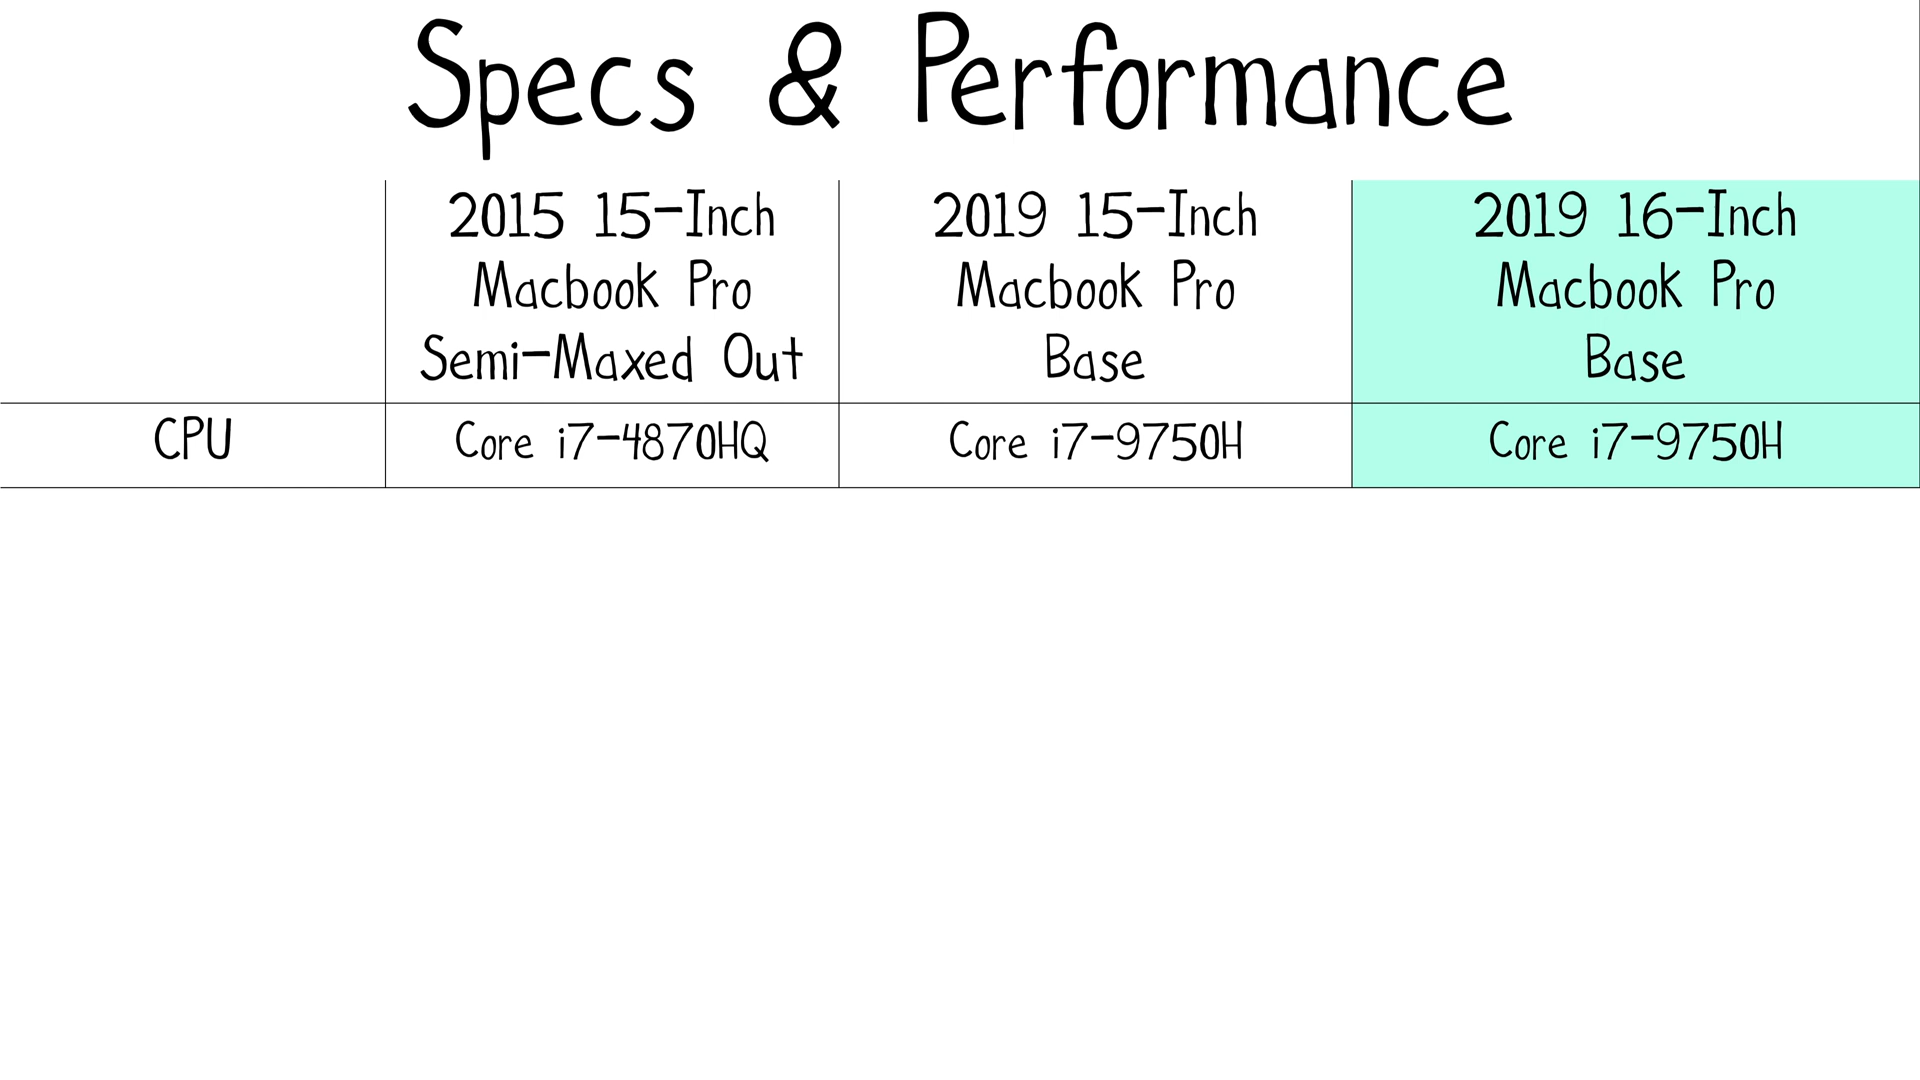 Specs & Performance
2015 15-Inch
Macbook Pro
Semi-Maxed Out
2019 15-Inch
Macbook Pro
Base
2019 16-Inch
Macbook Pro
Base
CPU
Core i7-4870HQ
Core i7-9750H
Core i7-9750H